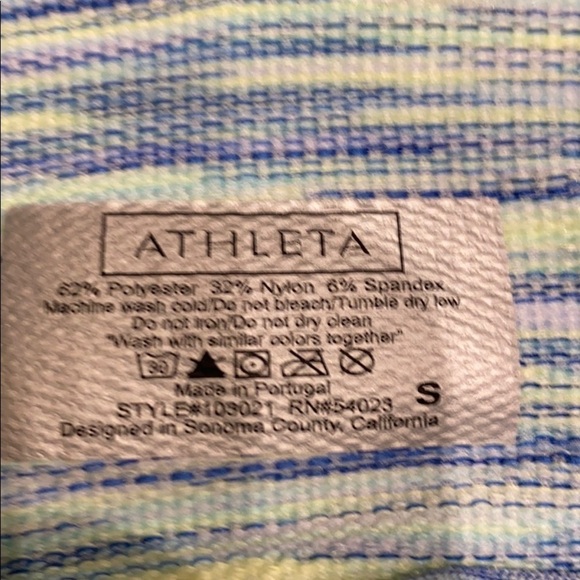 ATHLETA
62% Polyester 32% Nylon 6% Spandex
Machine wash cold/Do not bleach/Tumble dry low
Do not iron/Do not dry clean
"Wash with similar colors together"
30
Made in Portugal
S
STYLE#103021 RN#54023
Designed in Sonoma County, California